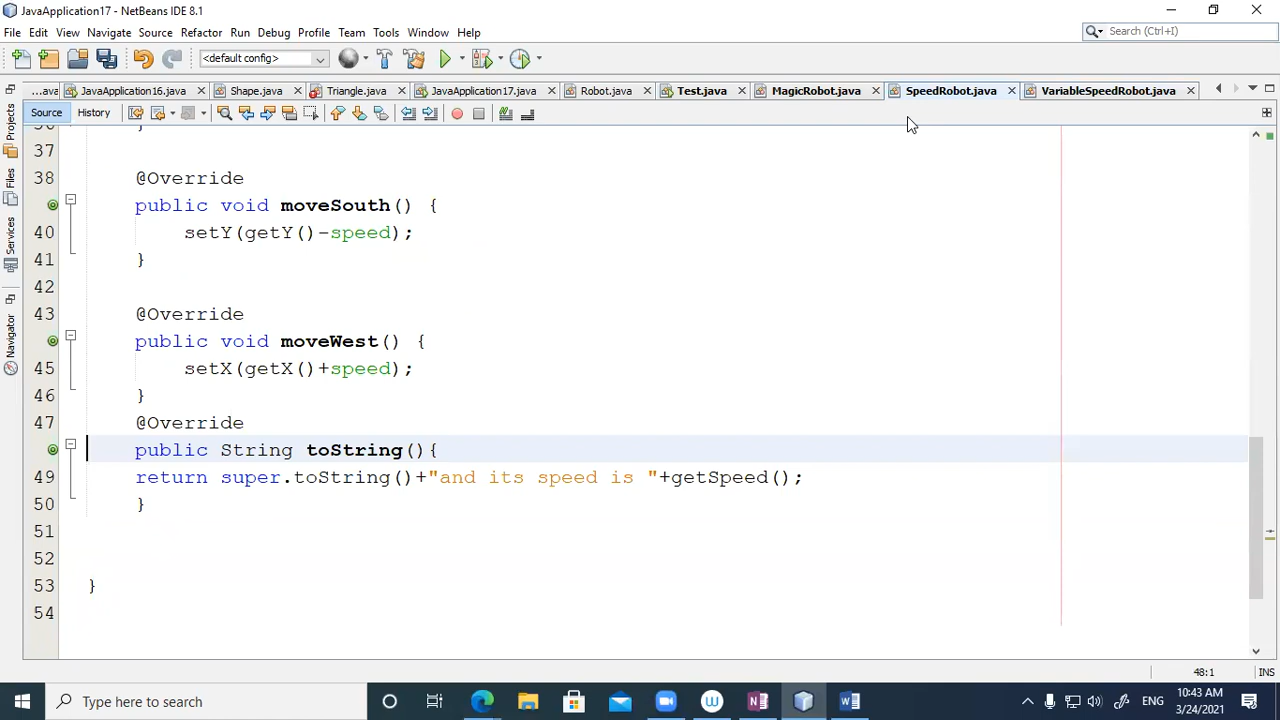 JavaApplication17 - NetBeans IDE 8.1
File Edit View Navigate Source Refactor Run Debug Profile Team Tools Window Help
Search (Ctrl+I)
<default config>
...ava JavaApplication16.java Shape.java Triangle.java JavaApplication17.java Robot.java Test.java MagicRobot.java SpeedRobot.java VariableSpeedRobot.java
Source History
Projects
Files
Services
Navigator
36 }
37
38 @Override
public void moveSouth() {
40 setY(getY()-speed);
41 }
42
43 @Override
public void moveWest() {
45 setX(getX()+speed);
46 }
47 @Override
public String toString(){
49 return super.toString()+"and its speed is "+getSpeed();
50 }
51
52
53 }
54
48:1 INS
Type here to search
ENG
10:43 AM
3/24/2021